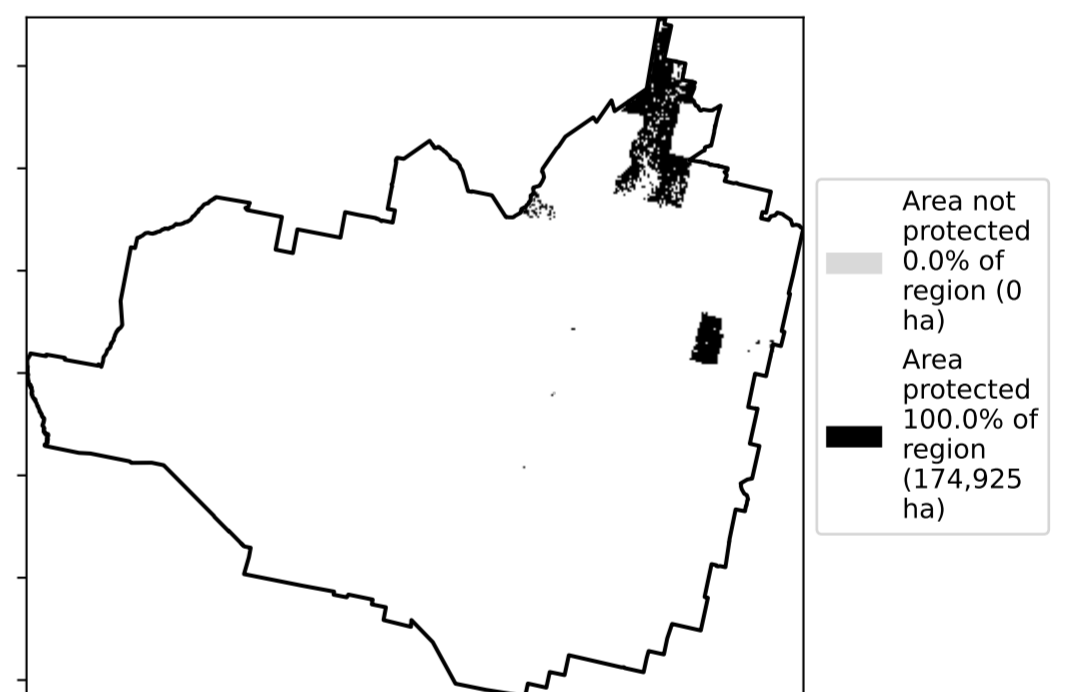 Area not
protected
0.0% of
region (0
ha)
Area
protected
100.0% of
region
(174,925
ha)